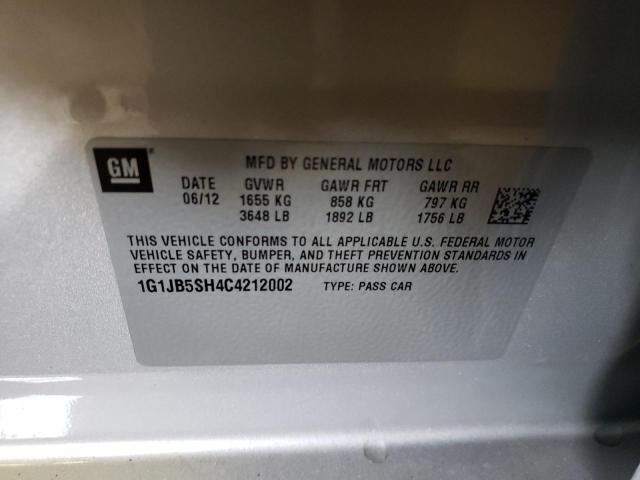 GM®
MFD BY GENERAL MOTORS LLC
DATE GVWR GAWR FRT GAWR RR
06/12 1655 KG 858 KG 797 KG
3648 LB 1892 LB 1756 LB
THIS VEHICLE CONFORMS TO ALL APPLICABLE U.S. FEDERAL MOTOR
VEHICLE SAFETY, BUMPER, AND THEFT PREVENTION STANDARDS IN
EFFECT ON THE DATE OF MANUFACTURE SHOWN ABOVE.
1G1JB5SH4C4212002 TYPE: PASS CAR